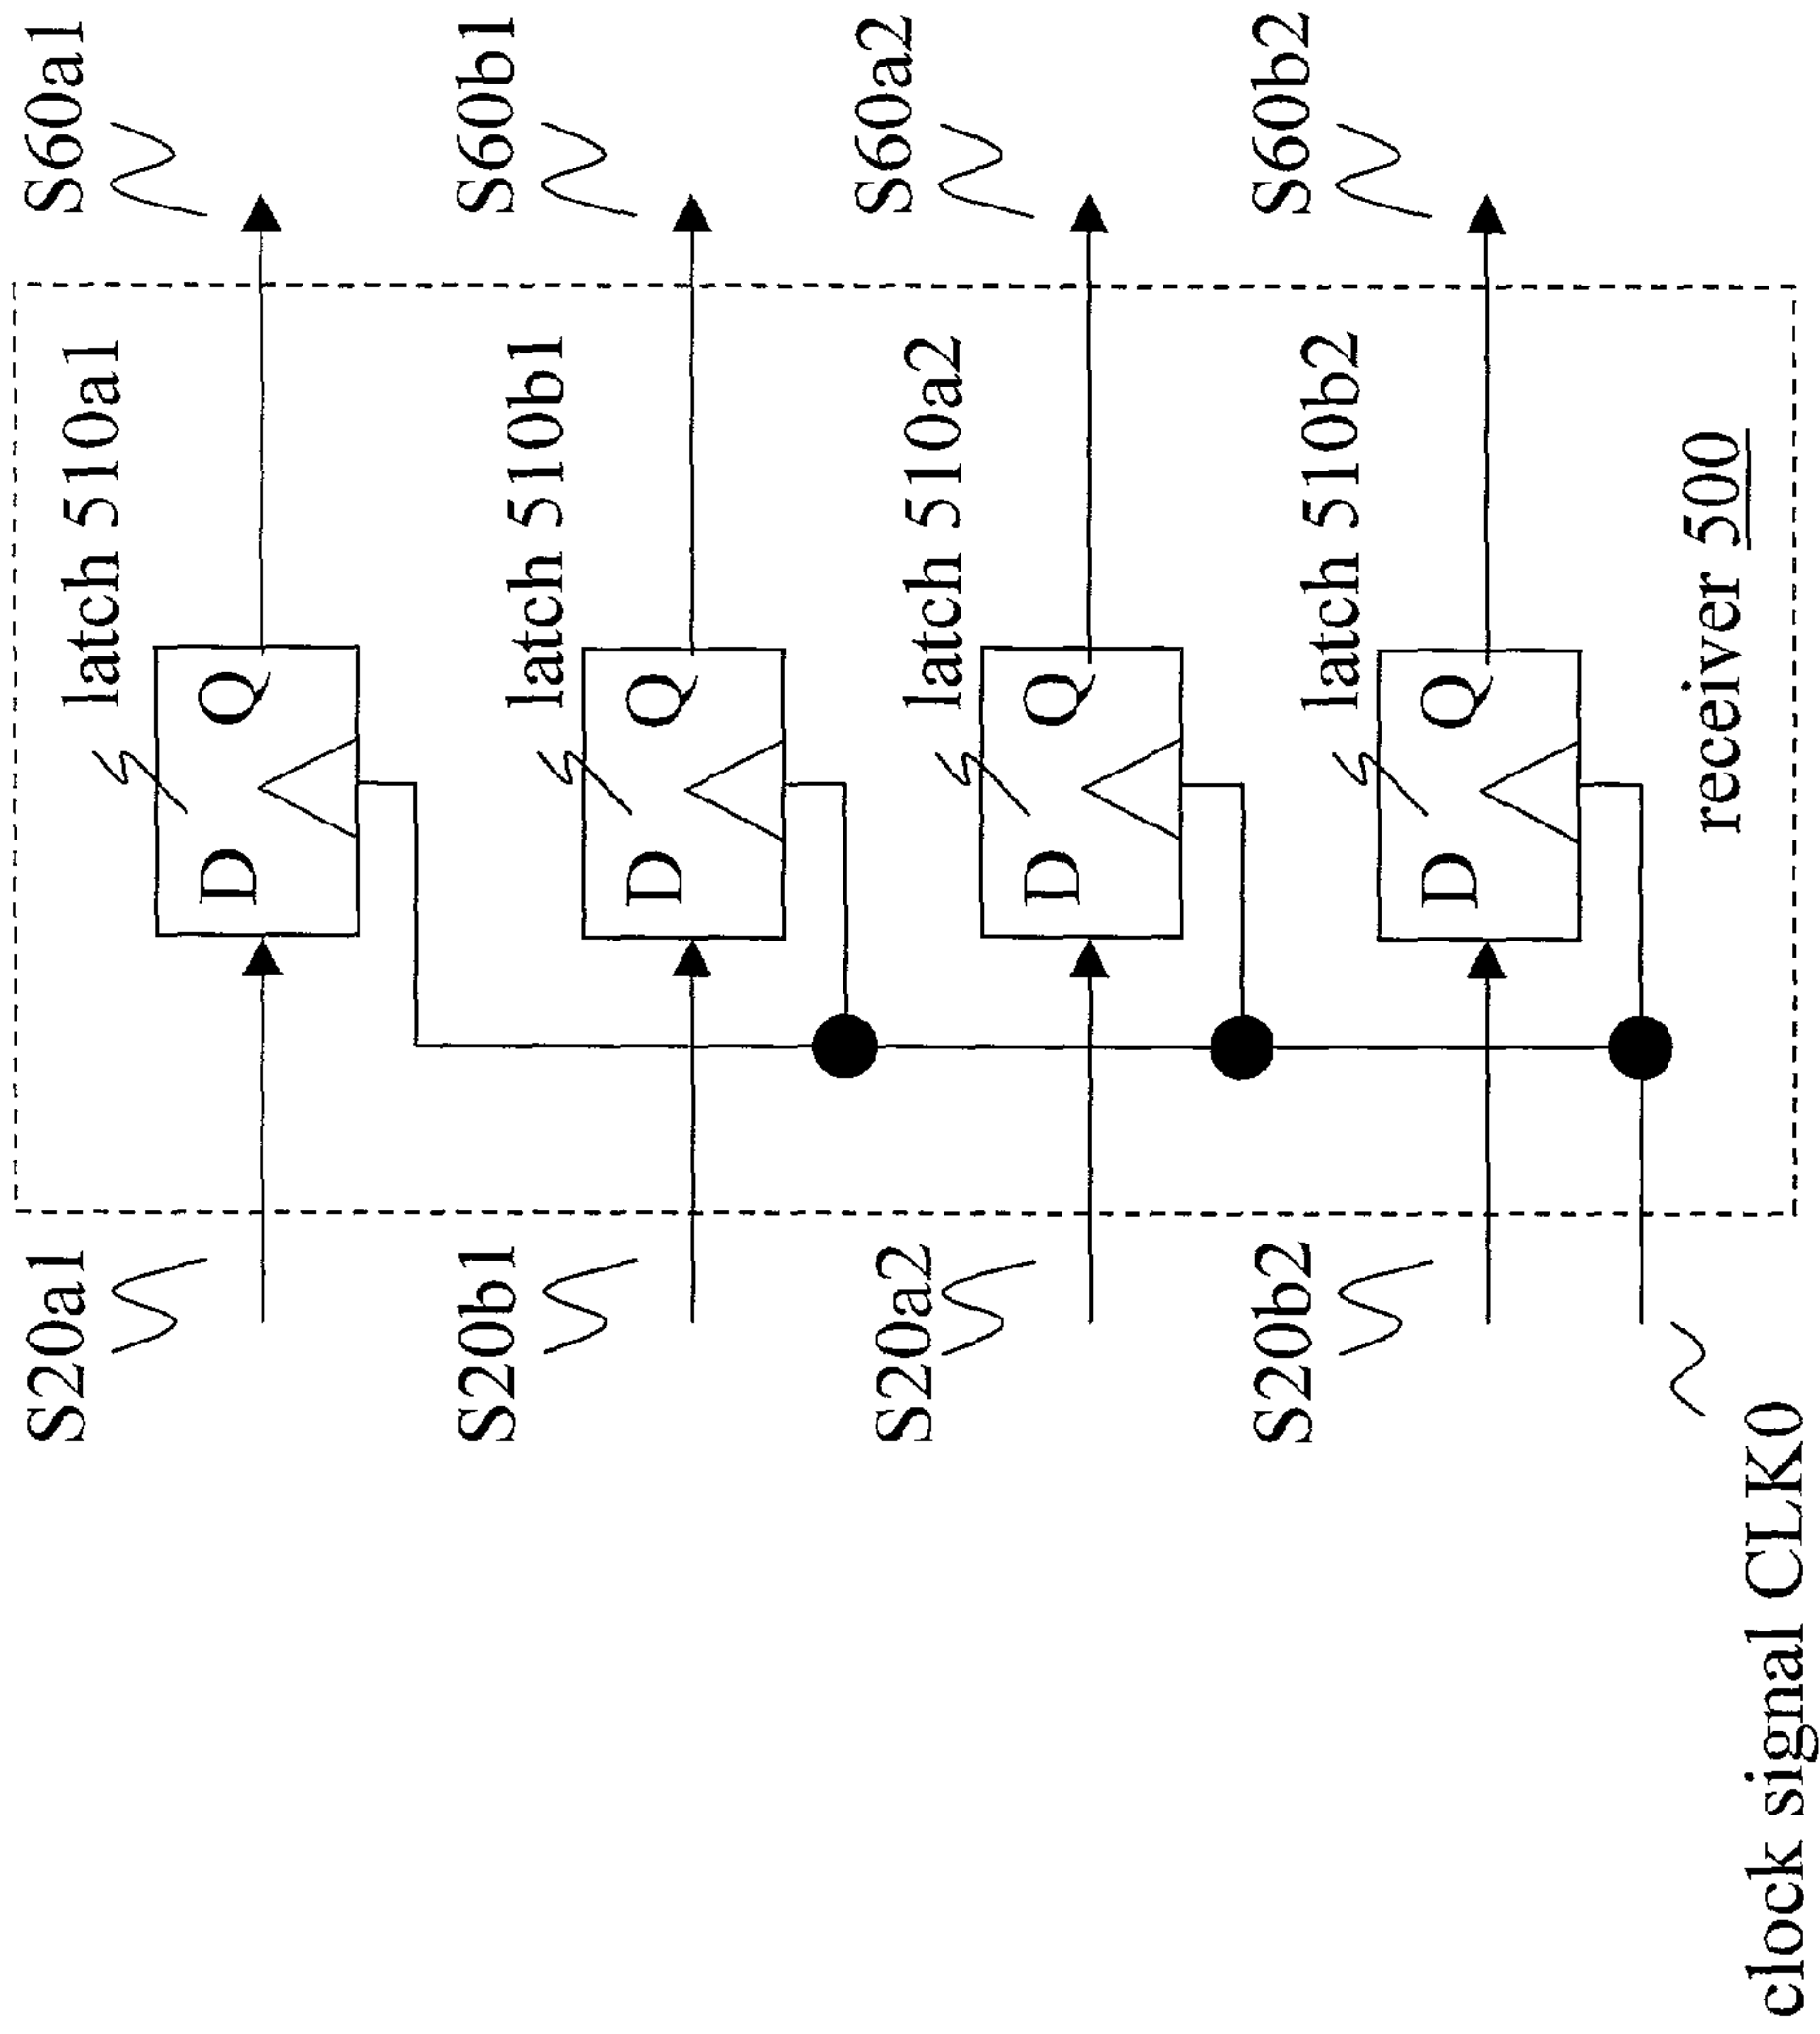 S20a1
latch 510a1
D Q
S60a1
S20b1
latch 510b1
D Q
S60b1
S20a2
latch 510a2
D Q
S60a2
S20b2
latch 510b2
D Q
S60b2
clock signal CLK0
receiver 500